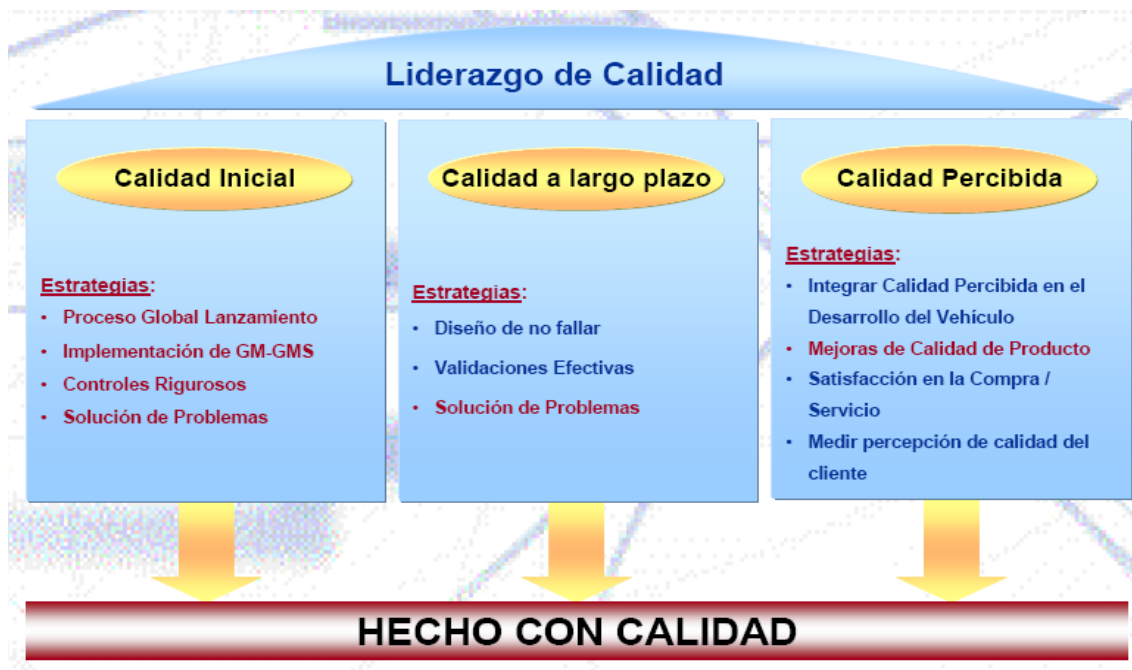 Liderazgo de Calidad
Calidad Inicial
Estrategias:
• Proceso Global Lanzamiento
• Implementación de GM-GMS
• Controles Rigurosos
• Solución de Problemas
Calidad a largo plazo
Estrategias:
• Diseño de no fallar
• Validaciones Efectivas
• Solución de Problemas
Calidad Percibida
Estrategias:
• Integrar Calidad Percibida en el
Desarrollo del Vehículo
• Mejoras de Calidad de Producto
• Satisfacción en la Compra /
Servicio
• Medir percepción de calidad del
cliente
HECHO CON CALIDAD